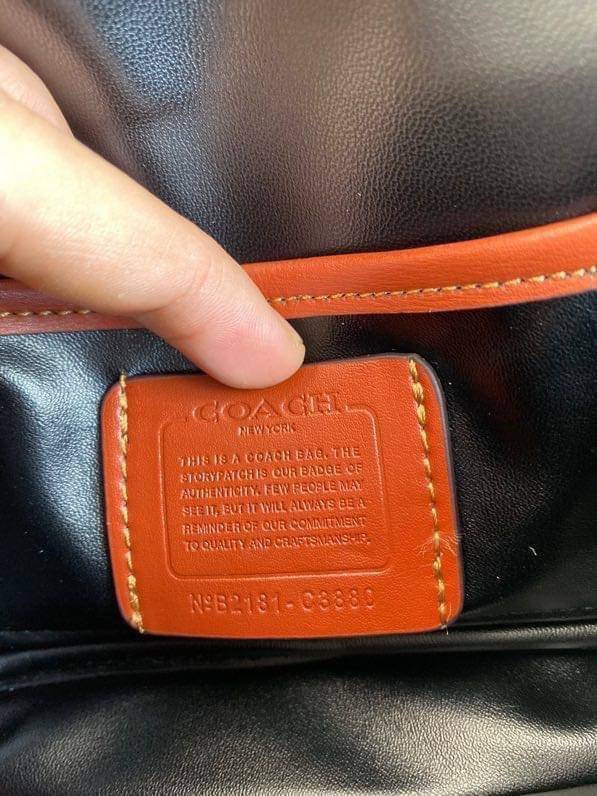 COACH
NEW YORK
THIS IS A COACH BAG. THE
STORYPATCH IS OUR BADGE OF
AUTHENTICITY. FEW PEOPLE MAY
SEE IT, BUT IT WILL ALWAYS BE A
REMINDER OF OUR COMMITMENT
TO QUALITY AND CRAFTSMANSHIP.